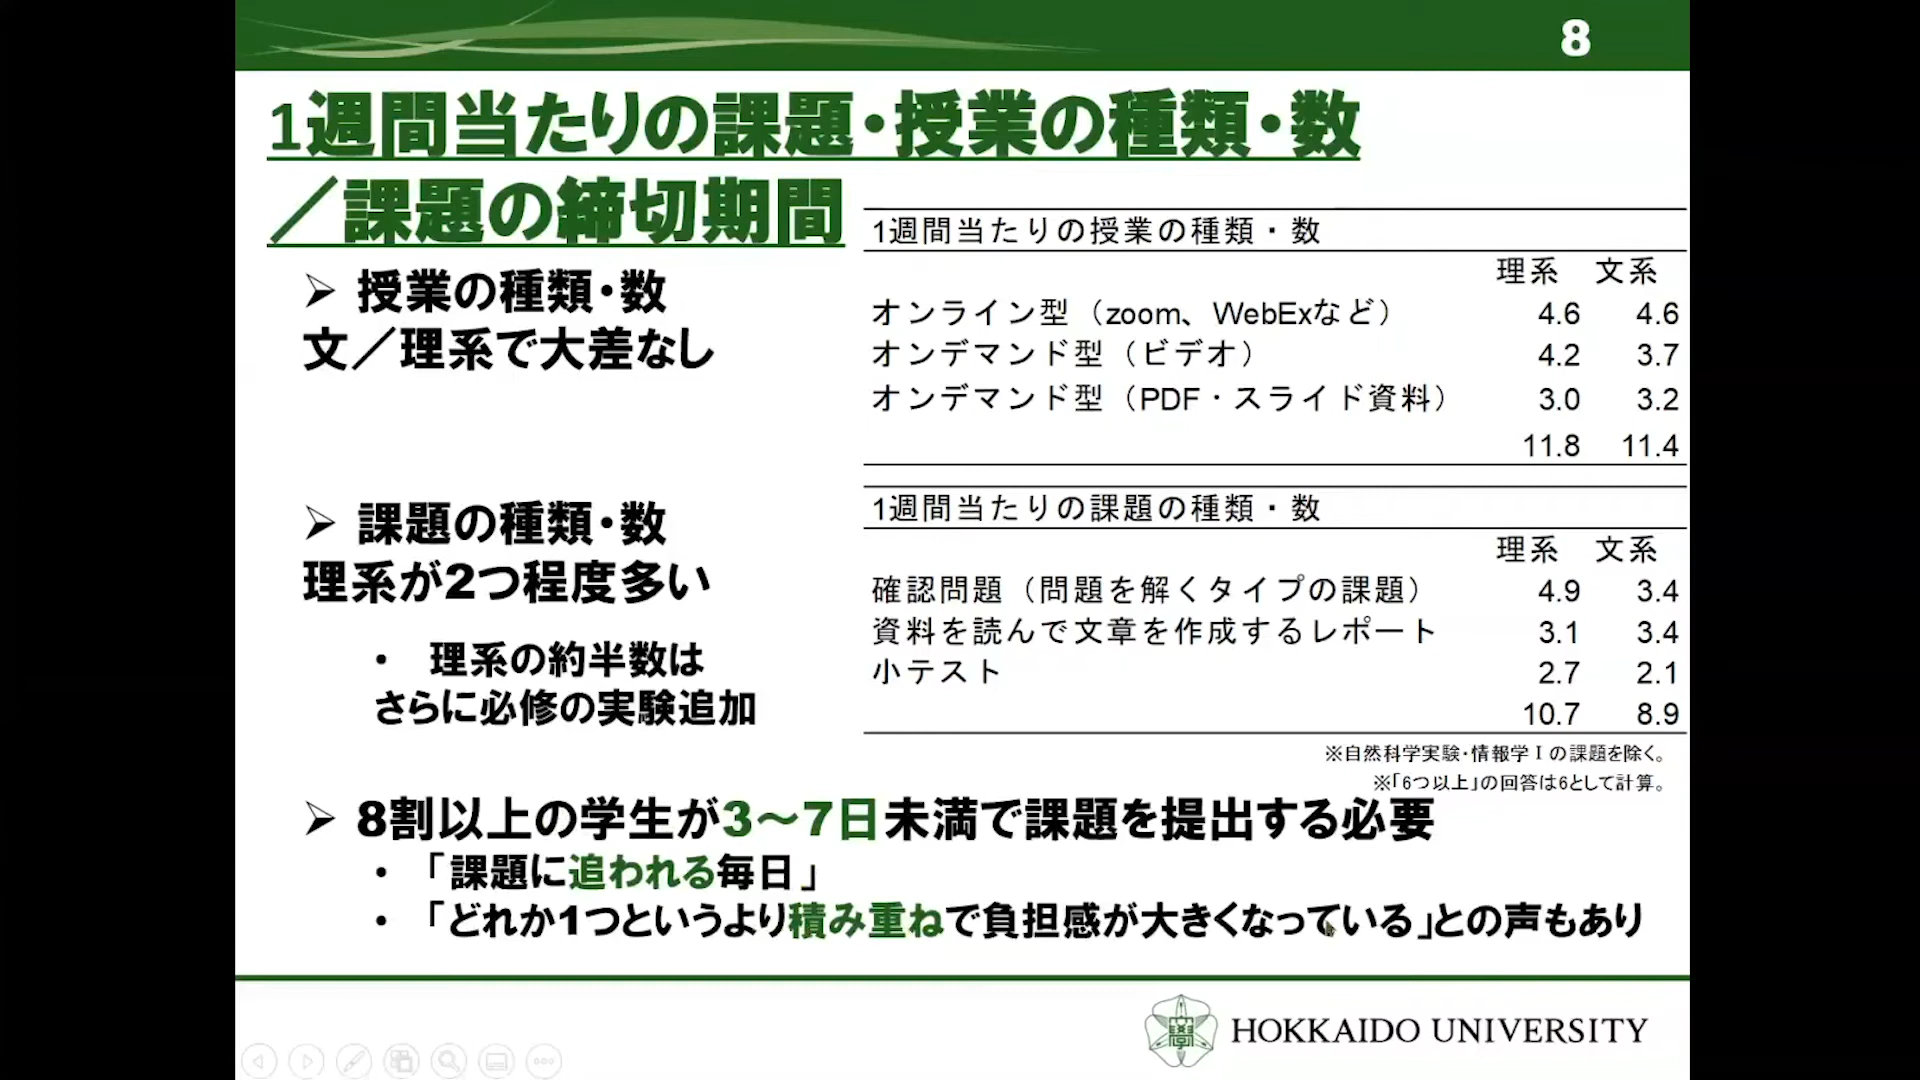 8
1週間当たりの課題・授業の種類・数
／課題の締切期間
➢ 授業の種類・数
文／理系で大差なし
1週間当たりの授業の種類・数
理系 文系
オンライン型（zoom、WebExなど） 4.6 4.6
オンデマンド型（ビデオ） 4.2 3.7
オンデマンド型（PDF・スライド資料） 3.0 3.2
11.8 11.4
➢ 課題の種類・数
理系が2つ程度多い
• 理系の約半数は
さらに必修の実験追加
1週間当たりの課題の種類・数
理系 文系
確認問題（問題を解くタイプの課題） 4.9 3.4
資料を読んで文章を作成するレポート 3.1 3.4
小テスト 2.7 2.1
10.7 8.9
※自然科学実験・情報学Ⅰの課題を除く。
※「6つ以上」の回答は6として計算。
➢ 8割以上の学生が3～7日未満で課題を提出する必要
• 「課題に追われる毎日」
• 「どれか1つというより積み重ねで負担感が大きくなっている」との声もあり
HOKKAIDO UNIVERSITY